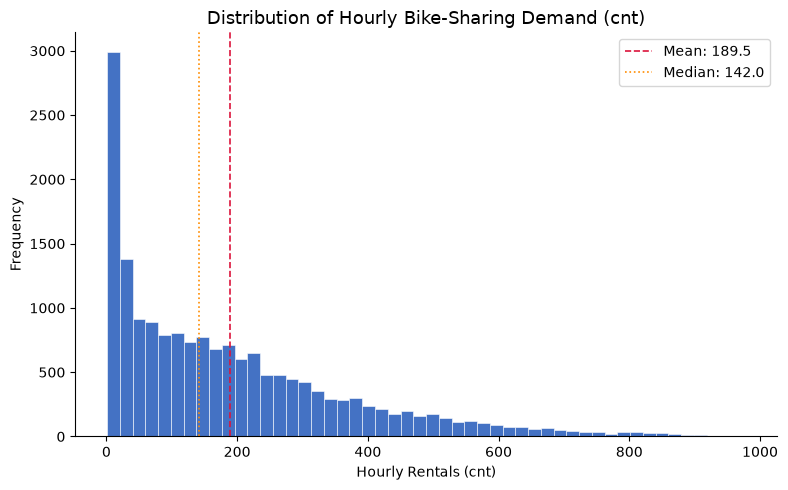 Distribution of Hourly Bike-Sharing Demand (cnt)
Mean: 189.5
Median: 142.0
Frequency
3000
2500
2000
1500
1000
500
0
0 200 400 600 800 1000
Hourly Rentals (cnt)